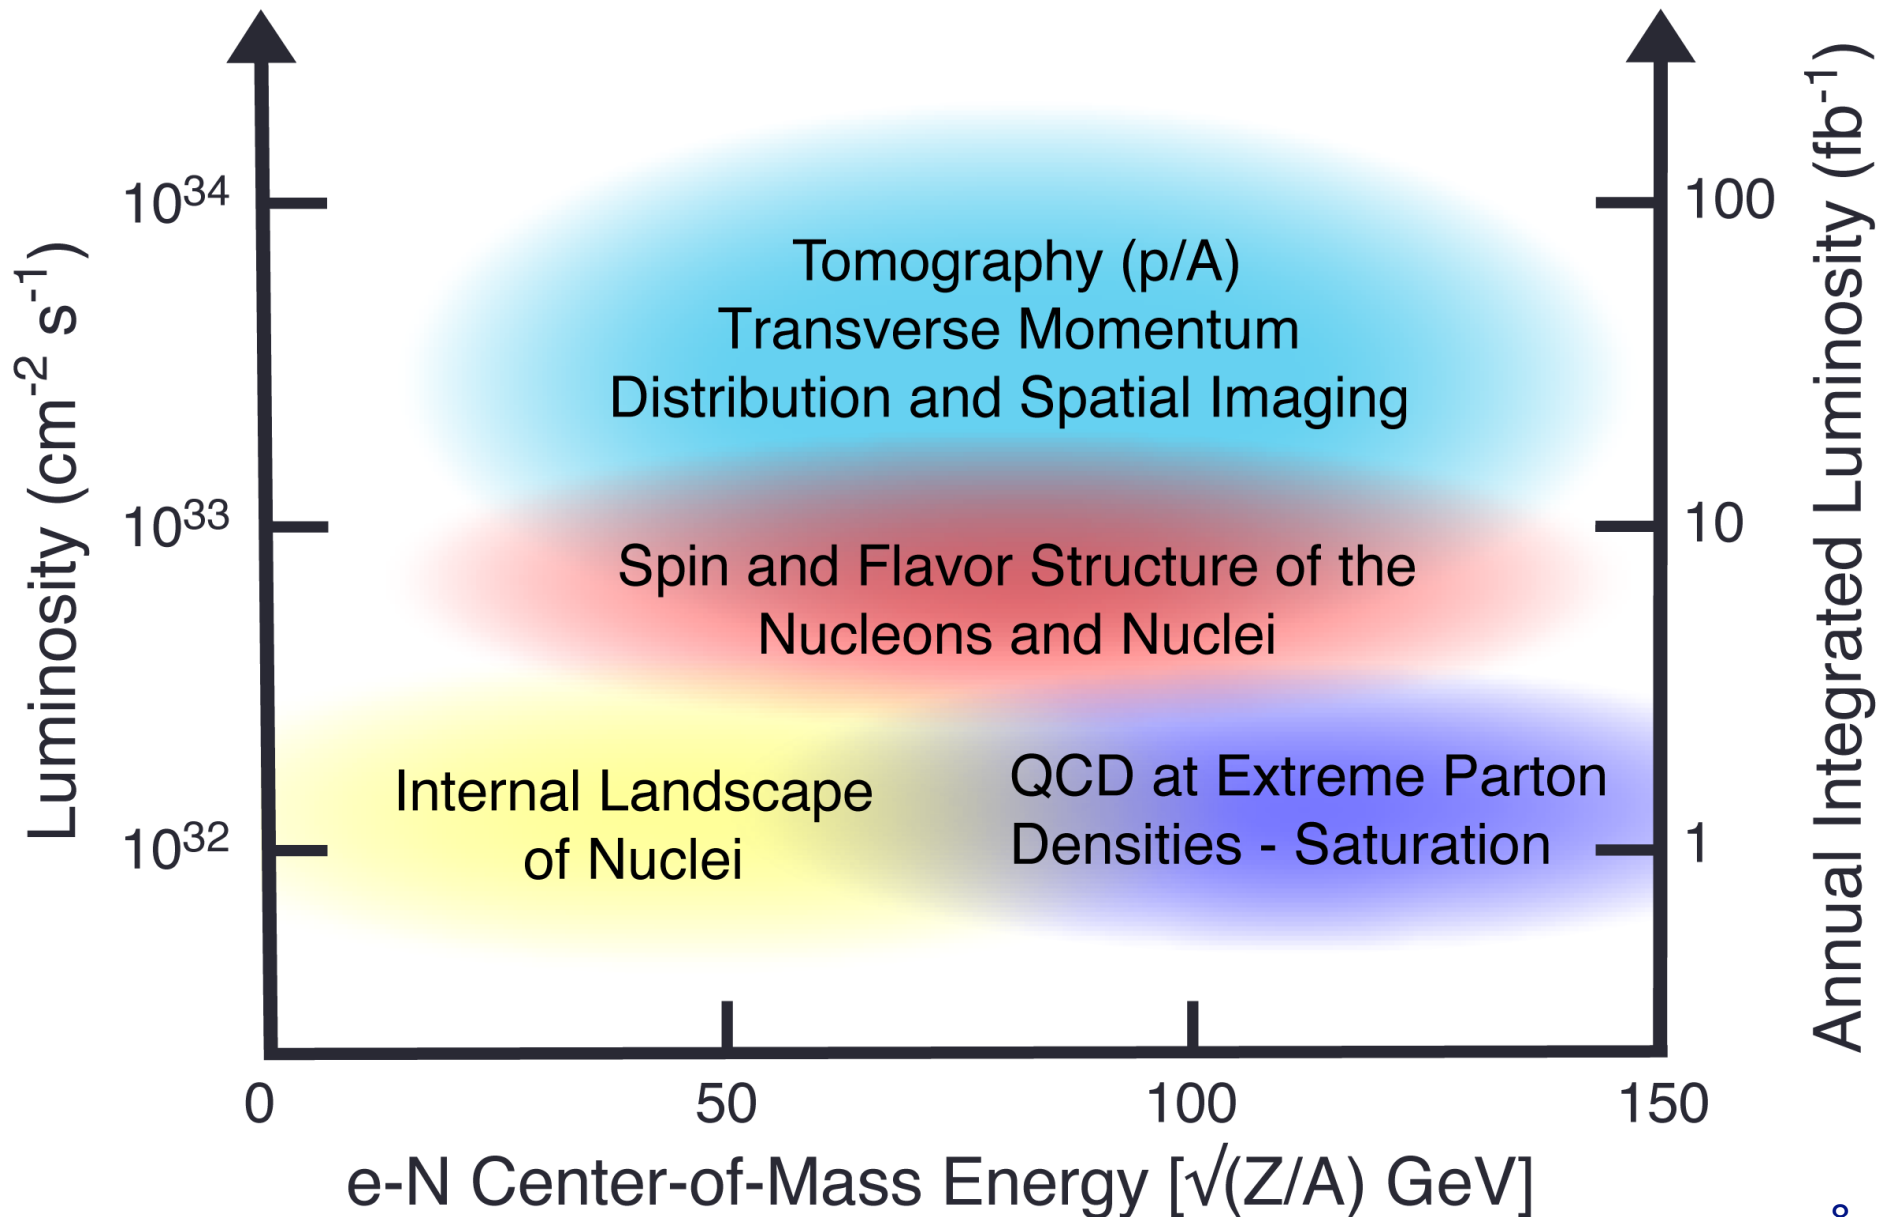 Luminosity (cm⁻² s⁻¹)
10³⁴
10³³
10³²
Tomography (p/A)
Transverse Momentum
Distribution and Spatial Imaging
Spin and Flavor Structure of the
Nucleons and Nuclei
Internal Landscape
of Nuclei
QCD at Extreme Parton
Densities - Saturation
100
10
1
Annual Integrated Luminosity (fb⁻¹)
0
50
100
150
e-N Center-of-Mass Energy [√(Z/A) GeV]